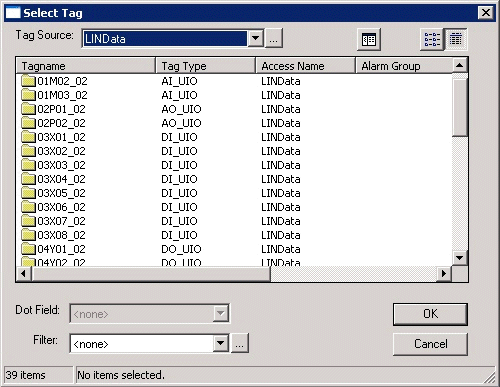 Select Tag
Tag Source: LINData ...
Tagname Tag Type Access Name Alarm Group
01M02_02 AI_UIO LINData
01M03_02 AI_UIO LINData
02P01_02 AO_UIO LINData
02P02_02 AO_UIO LINData
03X01_02 DI_UIO LINData
03X02_02 DI_UIO LINData
03X03_02 DI_UIO LINData
03X04_02 DI_UIO LINData
03X05_02 DI_UIO LINData
03X06_02 DI_UIO LINData
03X07_02 DI_UIO LINData
03X08_02 DI_UIO LINData
04Y01_02 DO_UIO LINData
04Y02_02 DO_UIO LINData
Dot Field: <none> OK
Filter: <none> ... Cancel
39 items No items selected.